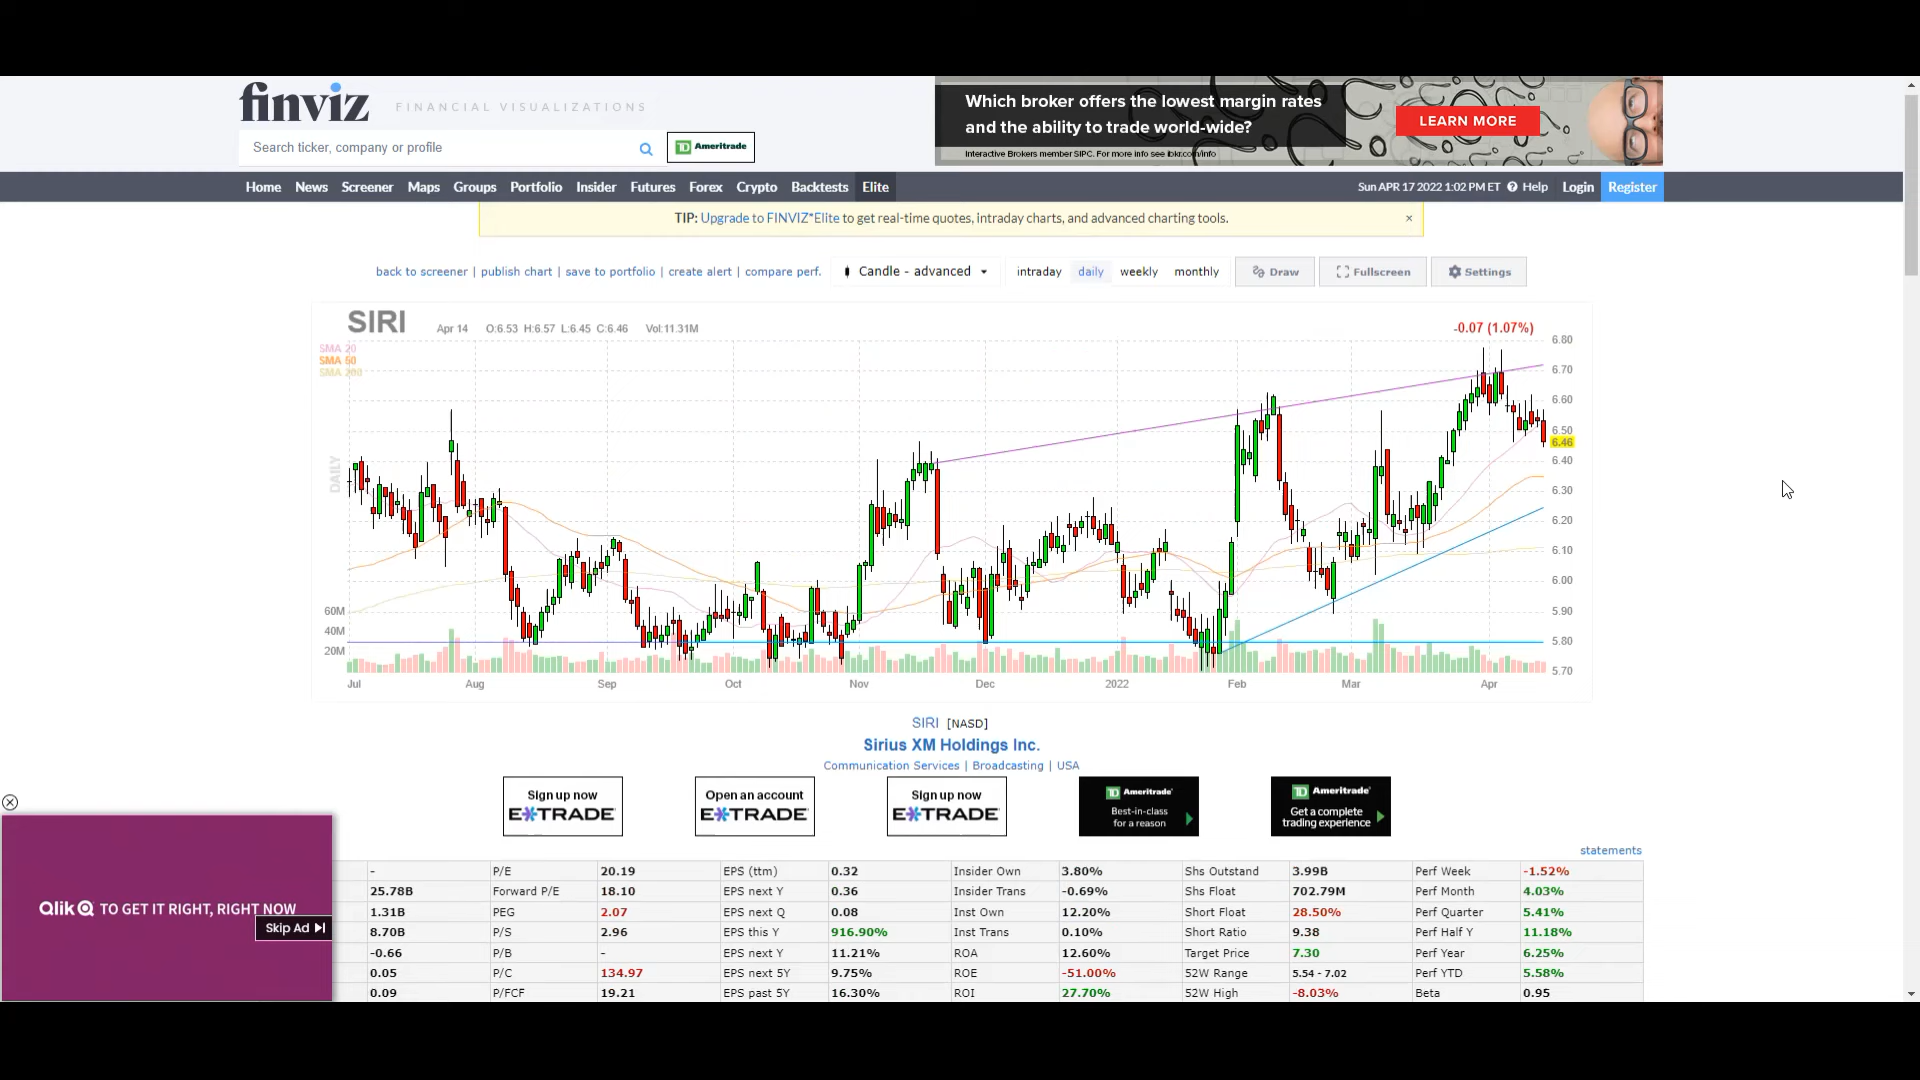 finviz FINANCIAL VISUALIZATIONS
Which broker offers the lowest margin rates
and the ability to trade world-wide?
LEARN MORE
Interactive Brokers member SIPC. For more info see ibkr.com/info
Search ticker, company or profile
TD Ameritrade
Home News Screener Maps Groups Portfolio Insider Futures Forex Crypto Backtests Elite Sun APR 17 2022 1:02 PM ET ? Help Login Register
TIP: Upgrade to FINVIZ*Elite to get real-time quotes, intraday charts, and advanced charting tools. ×
back to screener | publish chart | save to portfolio | create alert | compare perf. Candle - advanced intraday daily weekly monthly Draw Fullscreen Settings
SIRI Apr 14 O:6.53 H:6.57 L:6.45 C:6.46 Vol:11.31M -0.07 (1.07%)
SMA 20
SMA 50
SMA 200
DAILY
6.80
6.70
6.60
6.50
6.46
6.40
6.30
6.20
6.10
6.00
5.90
5.80
5.70
60M
40M
20M
Jul Aug Sep Oct Nov Dec 2022 Feb Mar Apr
SIRI [NASD]
Sirius XM Holdings Inc.
Communication Services | Broadcasting | USA
Sign up now
E*TRADE
Open an account
E*TRADE
Sign up now
E*TRADE
TD Ameritrade
Best-in-class
for a reason
TD Ameritrade
Get a complete
trading experience
statements
- P/E 20.19 EPS (ttm) 0.32 Insider Own 3.80% Shs Outstand 3.99B Perf Week -1.52%
25.78B Forward P/E 18.10 EPS next Y 0.36 Insider Trans -0.69% Shs Float 702.79M Perf Month 4.03%
1.31B PEG 2.07 EPS next Q 0.08 Inst Own 12.20% Short Float 28.50% Perf Quarter 5.41%
8.70B P/S 2.96 EPS this Y 916.90% Inst Trans 0.10% Short Ratio 9.38 Perf Half Y 11.18%
-0.66 P/B - EPS next Y 11.21% ROA 12.60% Target Price 7.30 Perf Year 6.25%
0.05 P/C 134.97 EPS next 5Y 9.75% ROE -51.00% 52W Range 5.54 - 7.02 Perf YTD 5.58%
0.09 P/FCF 19.21 EPS past 5Y 16.30% ROI 27.70% 52W High -8.03% Beta 0.95
Qlik TO GET IT RIGHT, RIGHT NOW
Skip Ad